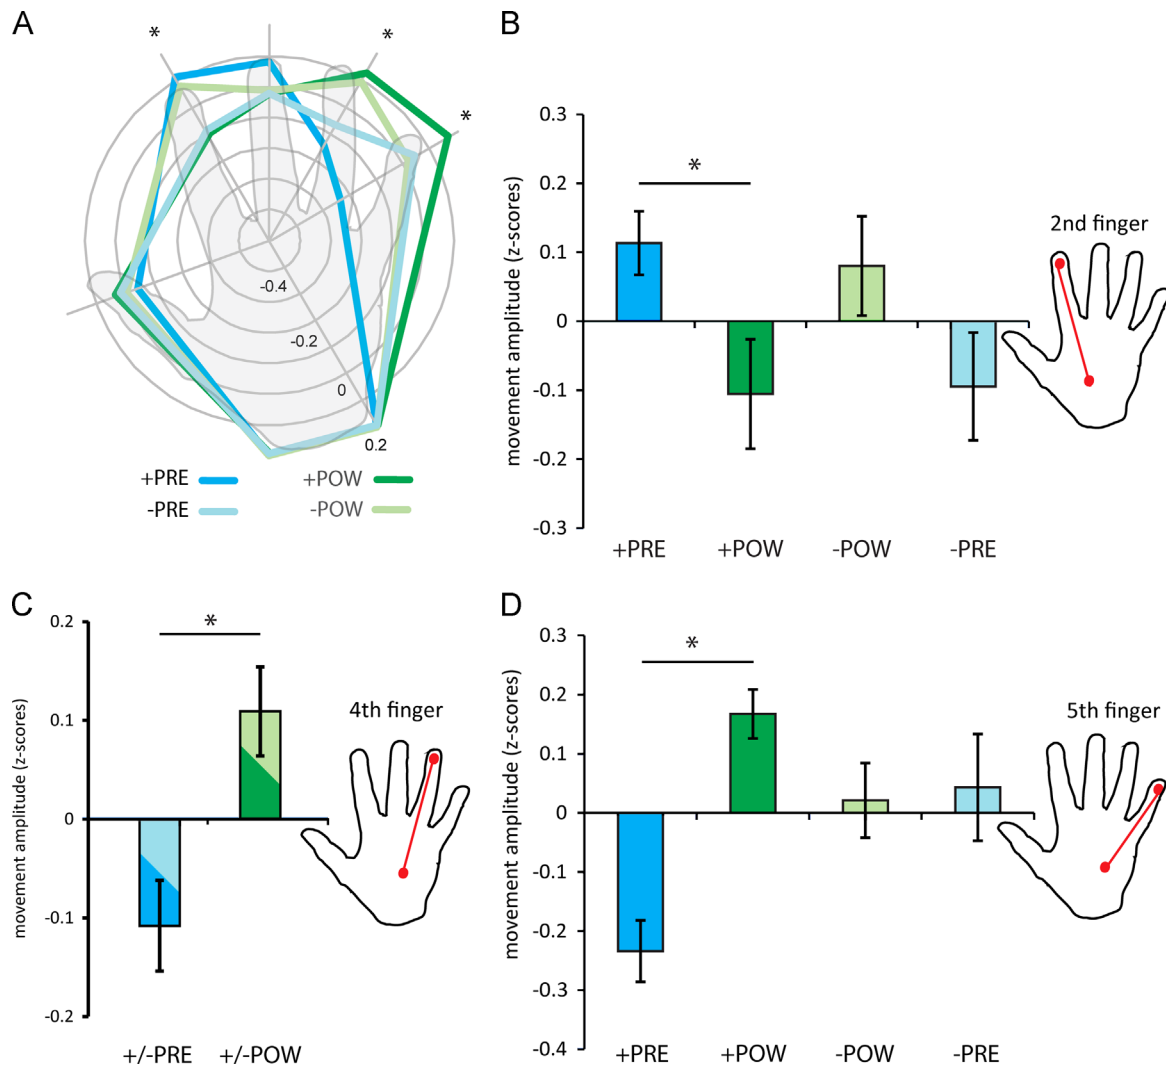 A
*
*
*
-0.4
-0.2
0
0.2
+PRE
+POW
-PRE
-POW
B
movement amplitude (z-scores)
0.3
0.2
0.1
0
-0.1
-0.2
-0.3
*
2nd finger
+PRE
+POW
-POW
-PRE
C
movement amplitude (z-scores)
0.2
0.1
0
-0.1
-0.2
*
4th finger
+/-PRE
+/-POW
D
movement amplitude (z-scores)
0.3
0.2
0.1
0
-0.1
-0.2
-0.3
-0.4
*
5th finger
+PRE
+POW
-POW
-PRE